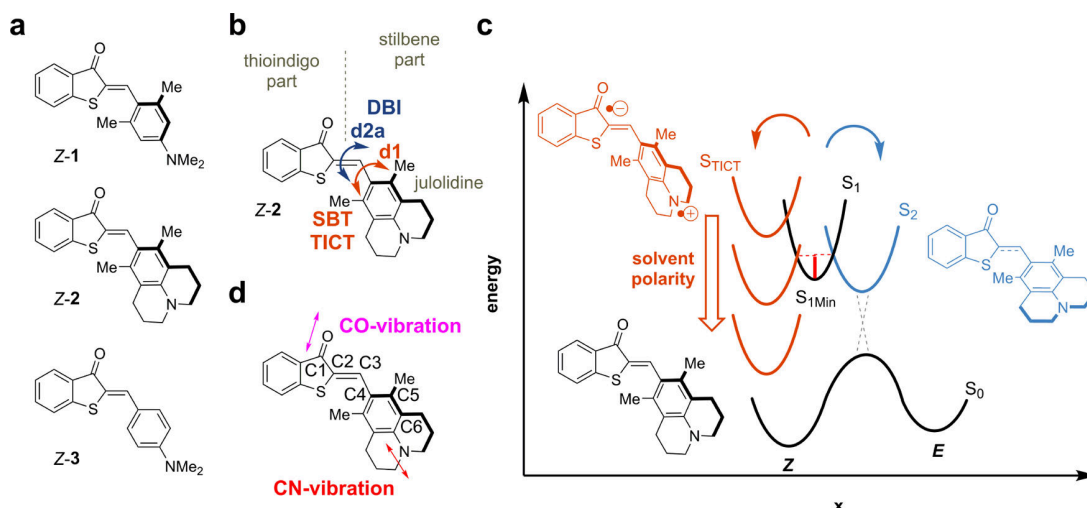 a
O
Me
S
Me
NMe2
Z-1
O
Me
S
Me
N
Z-2
O
S
NMe2
Z-3
b
stilbene
part
thioindigo
part
DBI
d2a
d1
O
Me
S
julolidine
Me
Z-2
SBT
TICT
N
d
CO-vibration
O
C1
C2
C3
S
C4
Me
C5
Me
C6
N
CN-vibration
c
O
•⊖
Me
S
Me
N
•⊕
STICT
S1
S2
solvent
polarity
S1Min
energy
O
Me
S
Me
N
O
Me
S
Me
N
S0
Z
E
x